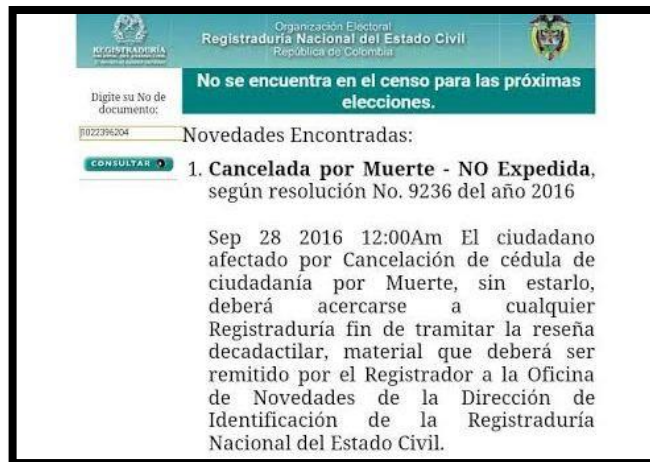 Organización Electoral
Registraduría Nacional del Estado Civil
República de Colombia
REGISTRADURÍA
No se encuentra en el censo para las próximas
elecciones.
Digite su No de
documento:
1022396204
CONSULTAR
Novedades Encontradas:
1. Cancelada por Muerte - NO Expedida,
según resolución No. 9236 del año 2016
Sep 28 2016 12:00Am El ciudadano
afectado por Cancelación de cédula de
ciudadanía por Muerte, sin estarlo,
deberá acercarse a cualquier
Registraduría fin de tramitar la reseña
decadactilar, material que deberá ser
remitido por el Registrador a la Oficina
de Novedades de la Dirección de
Identificación de la Registraduría
Nacional del Estado Civil.